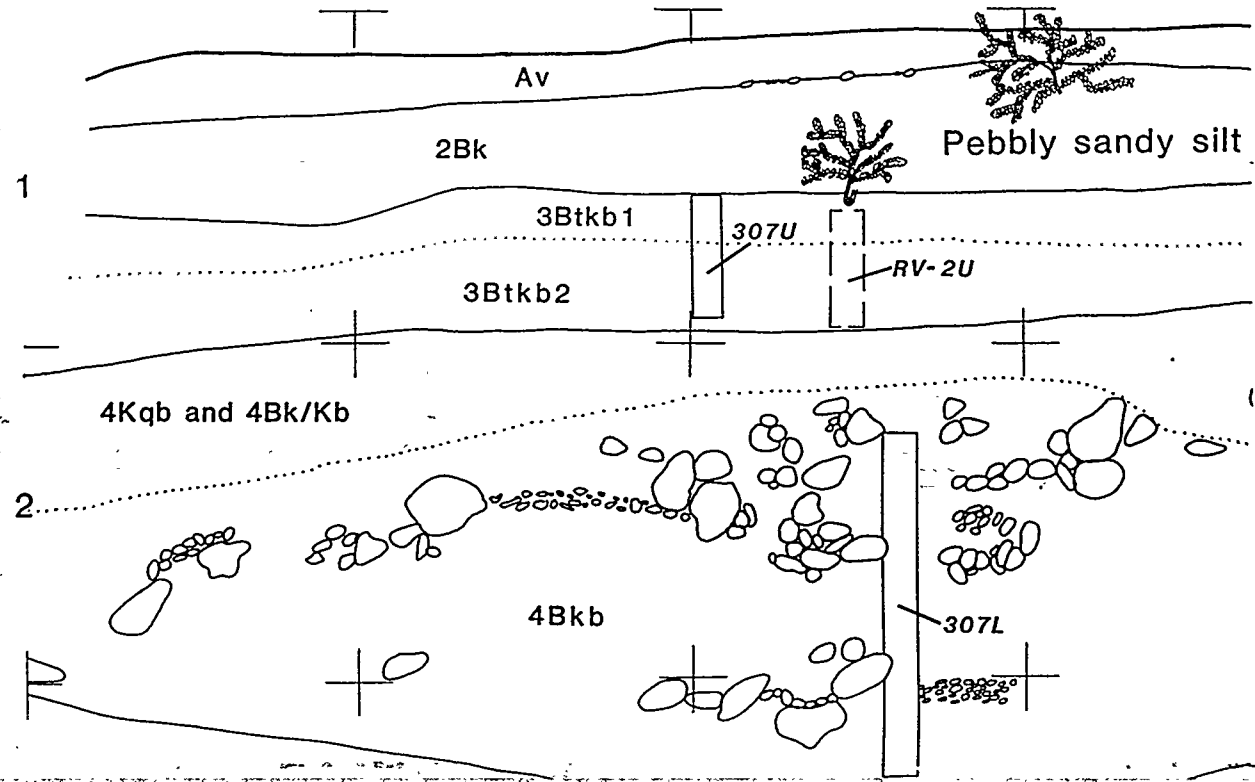 Av
2Bk
Pebbly sandy silt
1
3Btkb1
307U
RV-2U
3Btkb2
4Kqb and 4Bk/Kb
2
4Bkb
307L